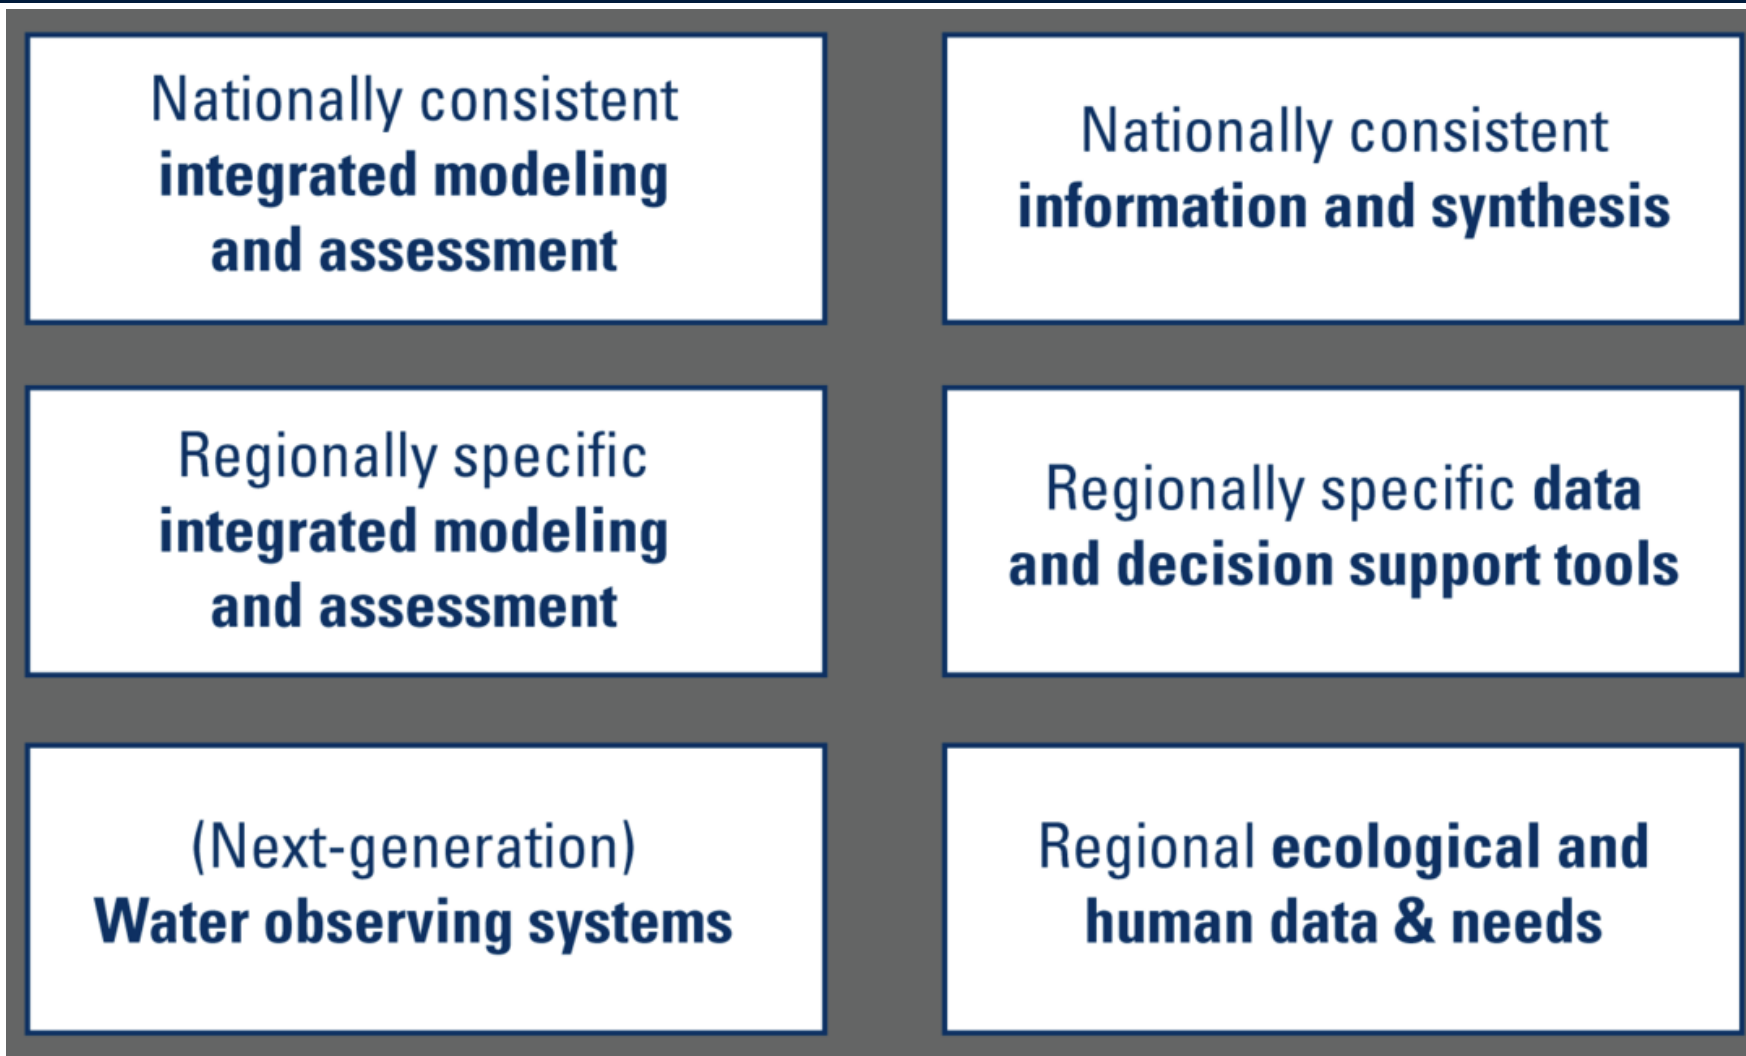 Nationally consistent
integrated modeling
and assessment
Nationally consistent
information and synthesis
Regionally specific
integrated modeling
and assessment
Regionally specific data
and decision support tools
(Next-generation)
Water observing systems
Regional ecological and
human data & needs